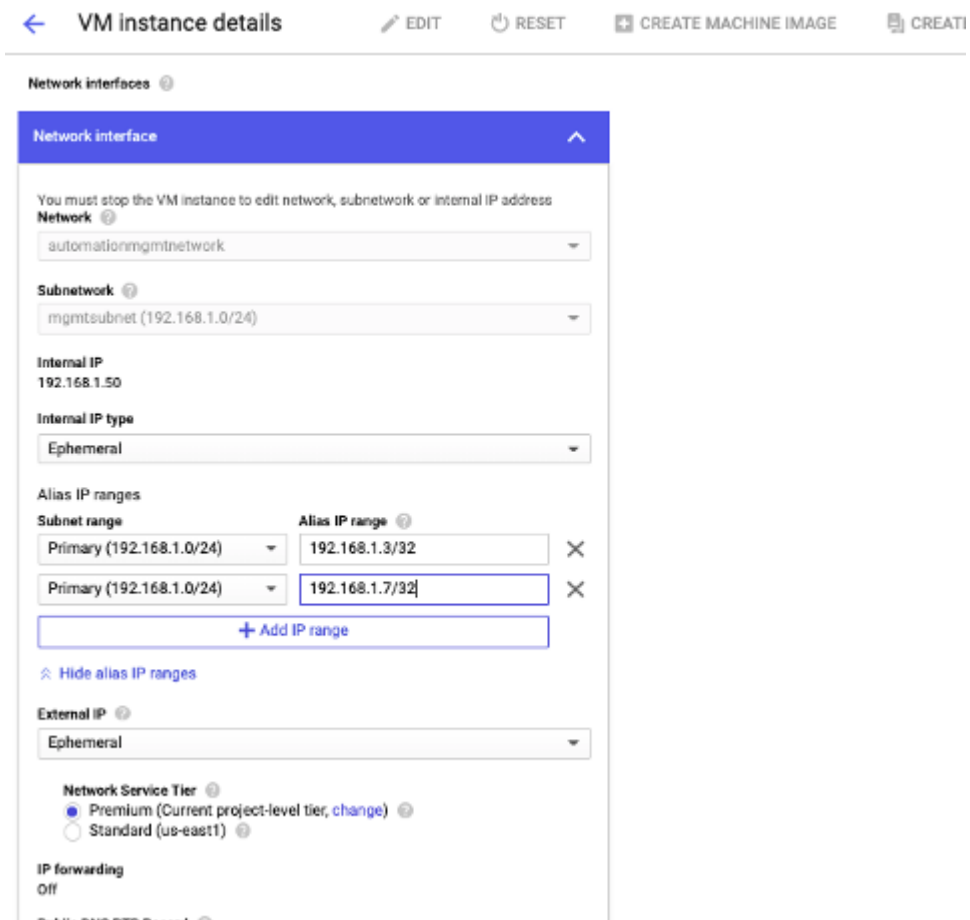 VM instance details EDIT RESET CREATE MACHINE IMAGE
Network interfaces
Network interface
You must stop the VM instance to edit network, subnetwork or internal IP address
Network
automationmgmtnetwork
Subnetwork
mgmtsubnet (192.168.1.0/24)
Internal IP
192.168.1.50
Internal IP type
Ephemeral
Alias IP ranges
Subnet range Alias IP range
Primary (192.168.1.0/24) 192.168.1.3/32
Primary (192.168.1.0/24) 192.168.1.7/32
+ Add IP range
Hide alias IP ranges
External IP
Ephemeral
Network Service Tier
Premium (Current project-level tier, change)
Standard (us-east1)
IP forwarding
Off